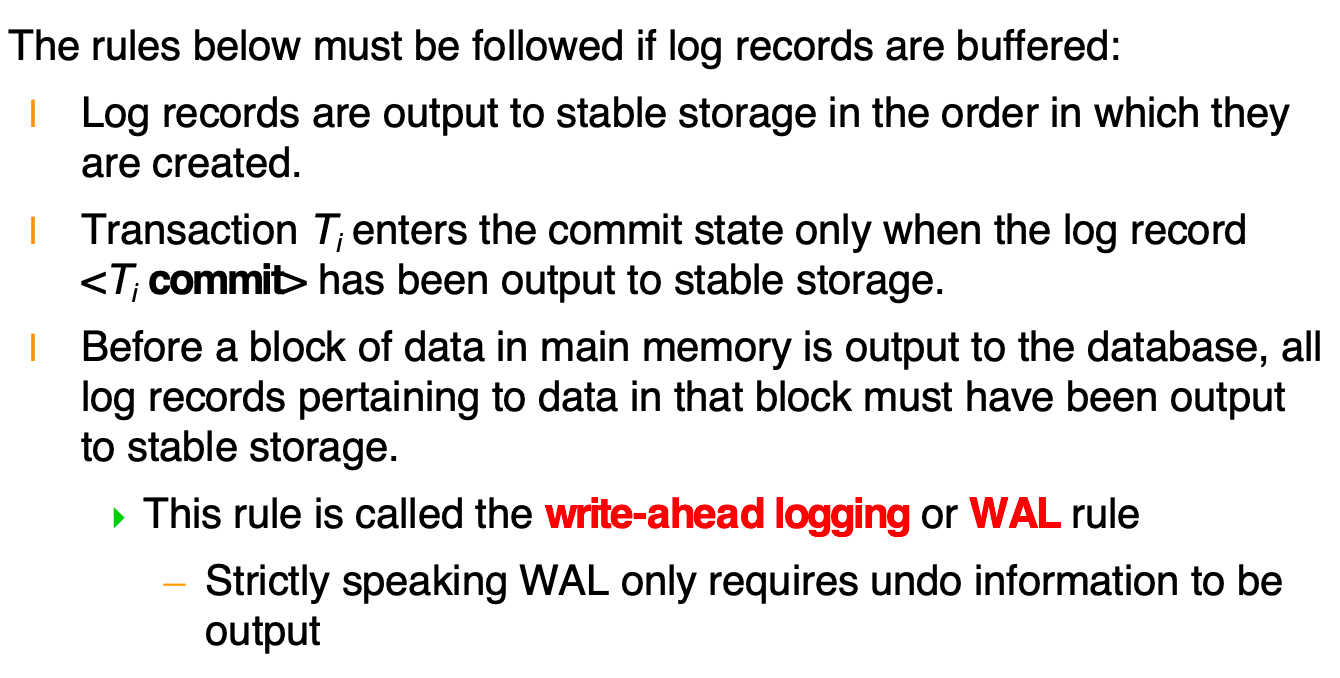 The rules below must be followed if log records are buffered:
Log records are output to stable storage in the order in which they
are created.
Transaction Ti enters the commit state only when the log record
<Ti commit> has been output to stable storage.
Before a block of data in main memory is output to the database, all
log records pertaining to data in that block must have been output
to stable storage.
This rule is called the write-ahead logging or WAL rule
– Strictly speaking WAL only requires undo information to be
output